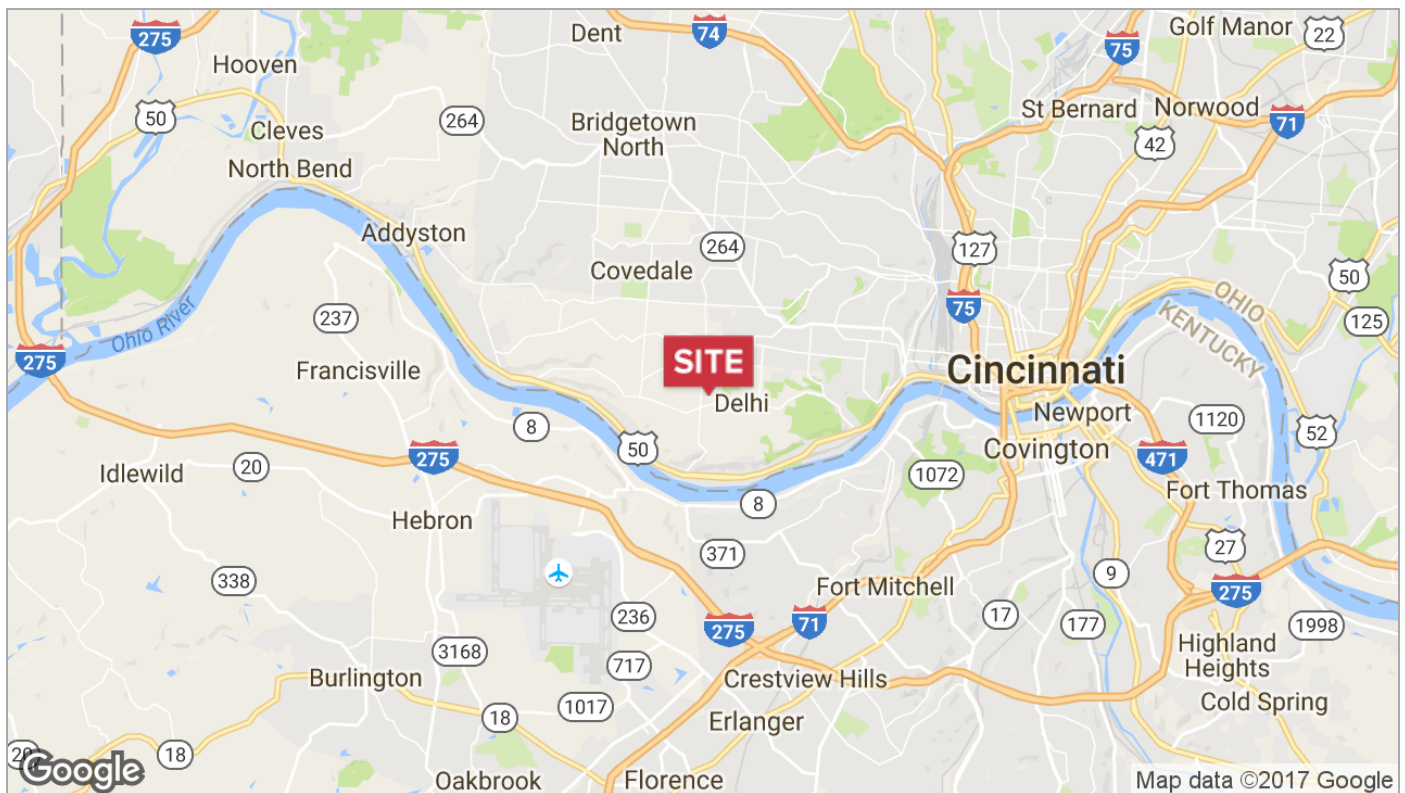 Golf Manor
22
275
74
Dent
75
Hooven
50
264
St Bernard
Norwood
71
Cleves
Bridgetown
North
42
North Bend
Addyston
264
127
Covedale
50
OHIO
KENTUCKY
75
Ohio River
237
125
275
SITE
Francisville
Cincinnati
Delhi
Newport
8
1120
52
50
Covington
275
471
20
Idlewild
1072
Fort Thomas
8
Hebron
371
27
338
9
Fort Mitchell
275
236
71
17
177
1998
275
3168
717
Highland
Heights
Burlington
Crestview Hills
Cold Spring
1017
18
Erlanger
20
18
Google
Oakbrook
Florence
Map data ©2017 Google